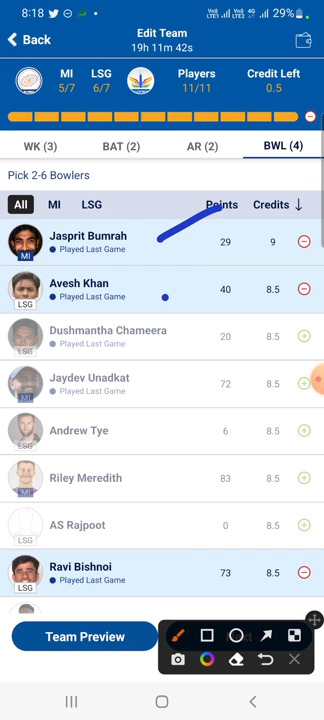 8:18 29%
Edit Team
Back 19h 11m 42s
MI LSG Players Credit Left
5/7 6/7 11/11 0.5
WK (3) BAT (2) AR (2) BWL (4)
Pick 2-6 Bowlers
All MI LSG Points Credits ↓
Jasprit Bumrah 29 9
Played Last Game
MI
Avesh Khan 40 8.5
Played Last Game
LSG
Dushmantha Chameera 20 8.5
Played Last Game
LSG
Jaydev Unadkat 72 8.5
Played Last Game
MI
Andrew Tye 6 8.5
LSG
Riley Meredith 83 8.5
MI
AS Rajpoot 0 8.5
LSG
Ravi Bishnoi 73 8.5
Played Last Game
LSG
Team Preview